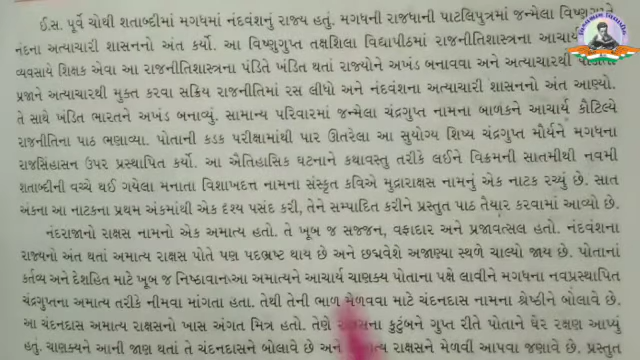 ઈ.સ. પૂર્વે ચોથી શતાબ્દીમાં મગધમાં નંદવંશનું રાજ્ય હતું. મગધની રાજધાની પાટલિપુત્રમાં જન્મેલા
નંદના અત્યાચારી શાસનનો અંત કર્યો. આ વિષ્ણુગુપ્ત તક્ષશિલા વિદ્યાપીઠમાં રાજનીતિશાસ્ત્રના
વ્યવસાયે શિક્ષક એવા આ રાજનીતિશાસ્ત્રના પંડિતે ખંડિત થતાં રાજ્યોને અખંડ બનાવવા અને અત્યાચારથી
પ્રજાને અત્યાચારથી મુક્ત કરવા સક્રિય રાજનીતિમાં રસ લીધો અને નંદવંશના અત્યાચારી શાસનનો અંત આણ્યો.
તે સાથે ખંડિત ભારતને અખંડ બનાવ્યું. સામાન્ય પરિવારમાં જન્મેલા ચંદ્રગુપ્ત નામના બાળકને આચાર્ય કૌટિલ્યે
રાજનીતિના પાઠ ભણાવ્યા. પોતાની કડક પરીક્ષામાંથી પાર ઊતરેલા આ સુયોગ્ય શિષ્ય ચંદ્રગુપ્ત મૌર્યને મગધના
રાજસિંહાસન ઉપર પ્રસ્થાપિત કર્યો. આ ઐતિહાસિક ઘટનાને કથાવસ્તુ તરીકે લઈને વિક્રમની સાતમીથી નવમી
શતાબ્દીની વચ્ચે થઈ ગયેલા મનાતા વિશાખદત્ત નામના સંસ્કૃત કવિએ મુદ્રારાક્ષસ નામનું એક નાટક રચ્યું છે. સાત
અંકના આ નાટકના પ્રથમ અંકમાંથી એક દૃશ્ય પસંદ કરી, તેને સમ્પાદિત કરીને પ્રસ્તુત પાઠ તૈયાર કરવામાં આવ્યો છે.
નંદરાજાનો રાક્ષસ નામનો એક અમાત્ય હતો. તે ખૂબ જ સજ્જન, વફાદાર અને પ્રજાવત્સલ હતો. નંદવંશના
રાજ્યનો અંત થતાં અમાત્ય રાક્ષસ પોતે પણ પદભ્રષ્ટ થાય છે અને છદ્મવેશે અજાણ્યા સ્થળે ચાલ્યો જાય છે. પોતાનાં
કર્તવ્ય અને દેશહિત માટે ખૂબ જ નિષ્ઠાવાન આ અમાત્યને આચાર્ય ચાણક્ય પોતાના પક્ષે લાવીને મગધના નવપ્રસ્થાપિત
ચંદ્રગુપ્તના અમાત્ય તરીકે નીમવા માંગતા હતા. તેથી તેની ભાળ મેળવવા માટે ચંદનદાસ નામના શ્રેષ્ઠીને બોલાવે છે.
આ ચંદનદાસ અમાત્ય રાક્ષસનો ખાસ અંગત મિત્ર હતો. તેણે રાક્ષસના કુટુંબને ગુપ્ત રીતે પોતાને ઘેર રક્ષણ આપ્યું
હતું. ચાણક્યને આની જાણ થતાં તે ચંદનદાસને બોલાવે છે અને રાક્ષસને મેળવી આપવા જણાવે છે. પ્રસ્તુત